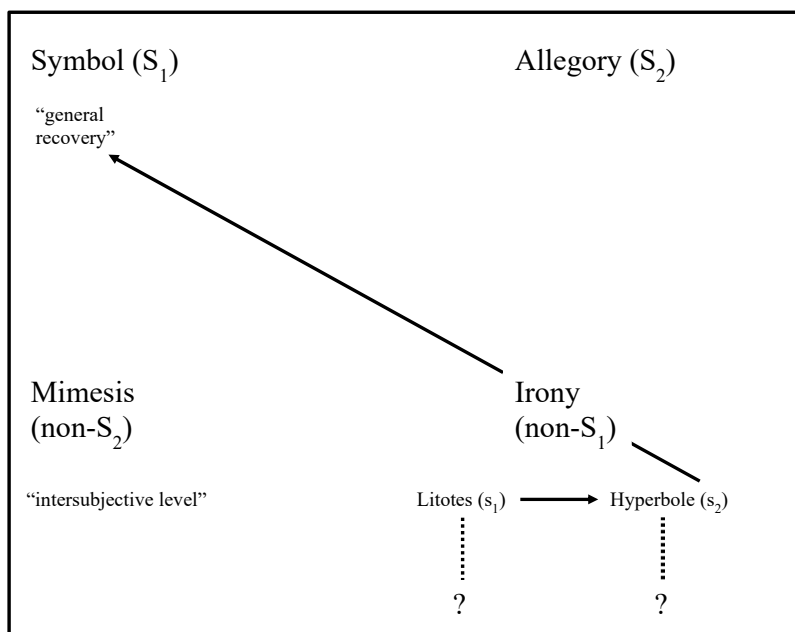 Symbol (S₁)
Allegory (S₂)
“general
recovery”
Mimesis
(non-S₂)
Irony
(non-S₁)
“intersubjective level”
Litotes (s₁)
Hyperbole (s₂)
?
?